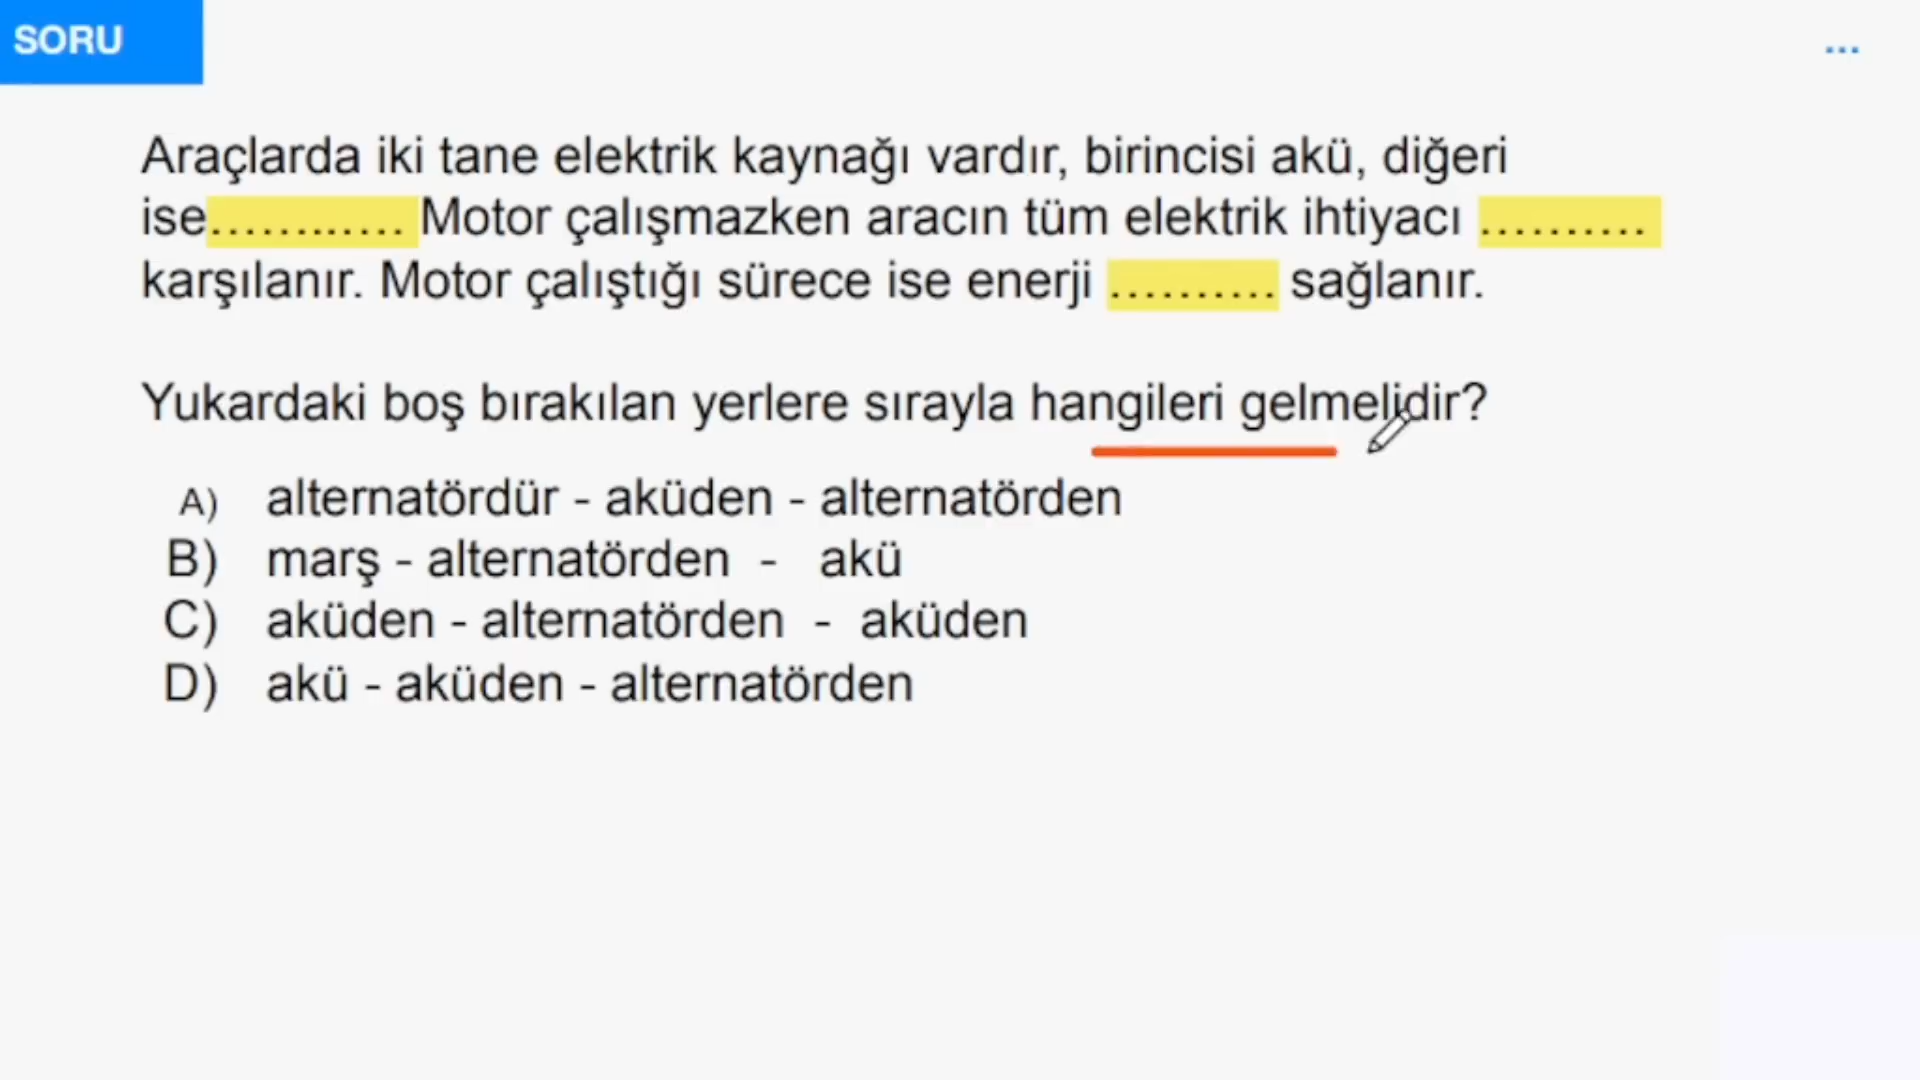 SORU
...
Araçlarda iki tane elektrik kaynağı vardır, birincisi akü, diğeri
ise…….…… Motor çalışmazken aracın tüm elektrik ihtiyacı ……….
karşılanır. Motor çalıştığı sürece ise enerji ………. sağlanır.
Yukardaki boş bırakılan yerlere sırayla hangileri gelmelidir?
A) alternatördür - aküden - alternatörden
B) marş - alternatörden - akü
C) aküden - alternatörden - aküden
D) akü - aküden - alternatörden